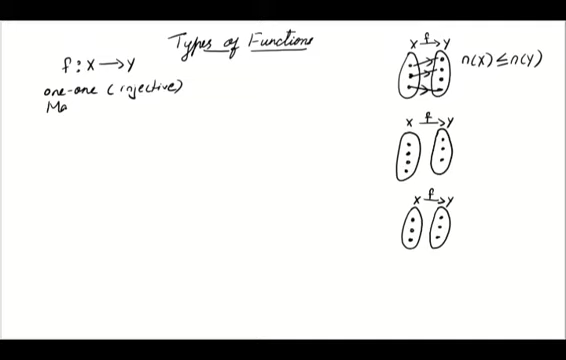 Types of Functions
f : X → Y
one-one (injective)
Ma
X f→ Y
n(X) ≤ n(Y)
X f→ Y
X f→ Y